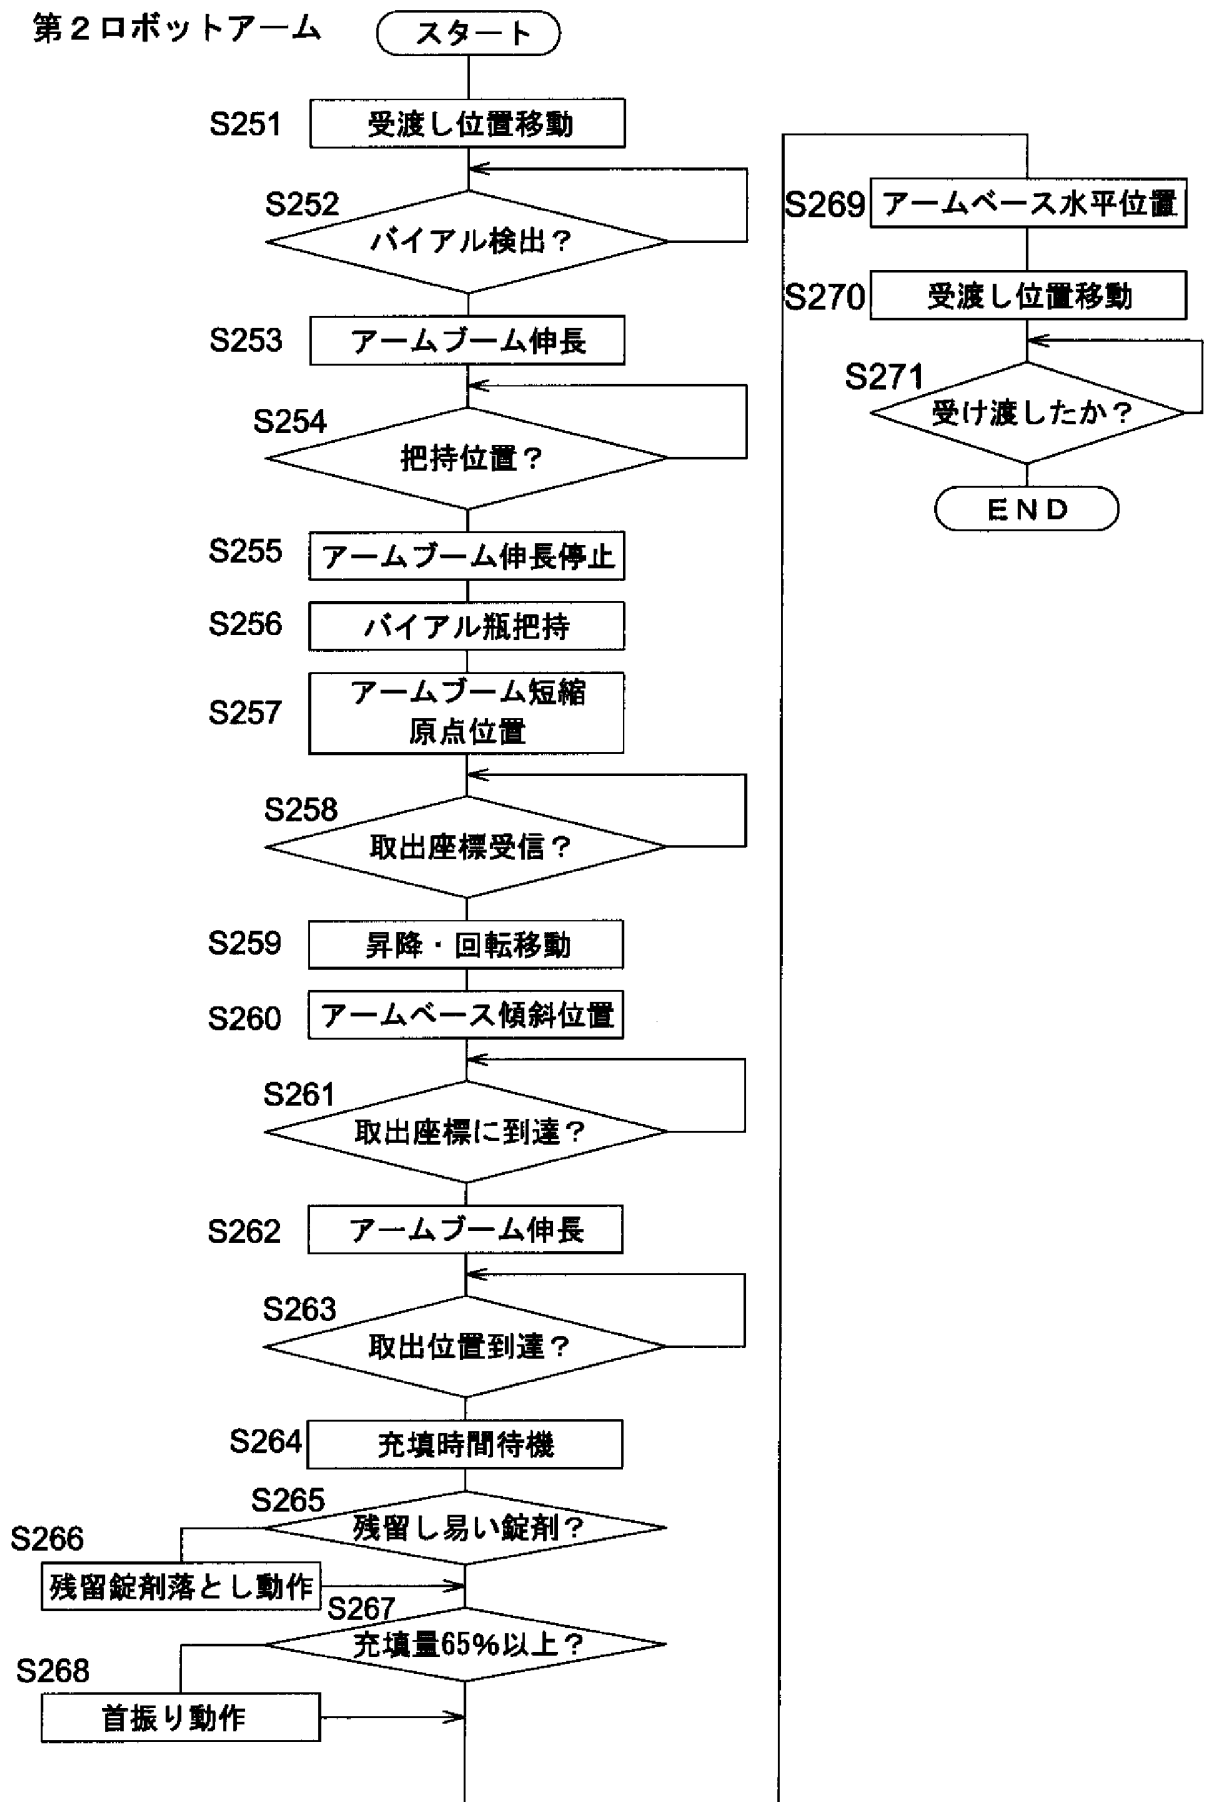 第2ロボットアーム
スタート
S251
受渡し位置移動
S252
バイアル検出？
S253
アームブーム伸長
S254
把持位置？
S255
アームブーム伸長停止
S256
バイアル瓶把持
S257
アームブーム短縮
原点位置
S258
取出座標受信？
S259
昇降・回転移動
S260
アームベース傾斜位置
S261
取出座標に到達？
S262
アームブーム伸長
S263
取出位置到達？
S264
充填時間待機
S265
残留し易い錠剤？
S266
残留錠剤落とし動作
S267
充填量65%以上？
S268
首振り動作
S269
アームベース水平位置
S270
受渡し位置移動
S271
受け渡したか？
END